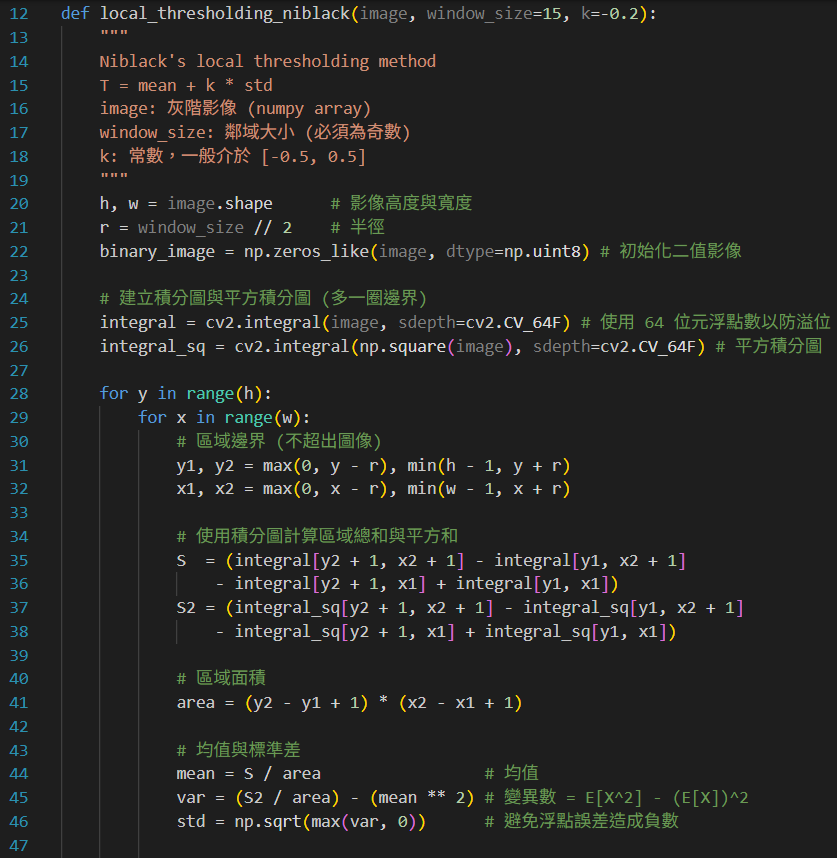 12 def local_thresholding_niblack(image, window_size=15, k=-0.2):
13     """
14     Niblack's local thresholding method
15     T = mean + k * std
16     image: 灰階影像 (numpy array)
17     window_size: 鄰域大小 (必須為奇數)
18     k: 常數，一般介於 [-0.5, 0.5]
19     """
20     h, w = image.shape      # 影像高度與寬度
21     r = window_size // 2    # 半徑
22     binary_image = np.zeros_like(image, dtype=np.uint8) # 初始化二值影像
23
24     # 建立積分圖與平方積分圖 (多一圈邊界)
25     integral = cv2.integral(image, sdepth=cv2.CV_64F) # 使用 64 位元浮點數以防溢位
26     integral_sq = cv2.integral(np.square(image), sdepth=cv2.CV_64F) # 平方積分圖
27
28     for y in range(h):
29         for x in range(w):
30             # 區域邊界 (不超出圖像)
31             y1, y2 = max(0, y - r), min(h - 1, y + r)
32             x1, x2 = max(0, x - r), min(w - 1, x + r)
33
34             # 使用積分圖計算區域總和與平方和
35             S  = (integral[y2 + 1, x2 + 1] - integral[y1, x2 + 1]
36                 - integral[y2 + 1, x1] + integral[y1, x1])
37             S2 = (integral_sq[y2 + 1, x2 + 1] - integral_sq[y1, x2 + 1]
38                 - integral_sq[y2 + 1, x1] + integral_sq[y1, x1])
39
40             # 區域面積
41             area = (y2 - y1 + 1) * (x2 - x1 + 1)
42
43             # 均值與標準差
44             mean = S / area                 # 均值
45             var = (S2 / area) - (mean ** 2) # 變異數 = E[X^2] - (E[X])^2
46             std = np.sqrt(max(var, 0))      # 避免浮點誤差造成負數
47